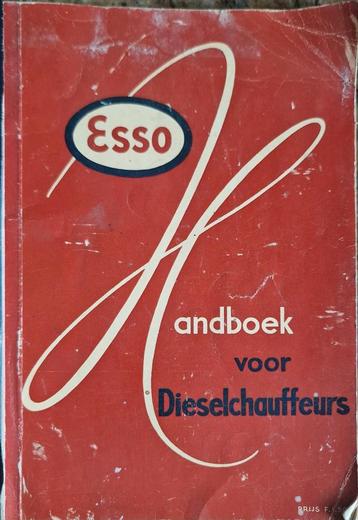 Esso
Handboek
voor
Dieselchauffeurs
PRIJS F.